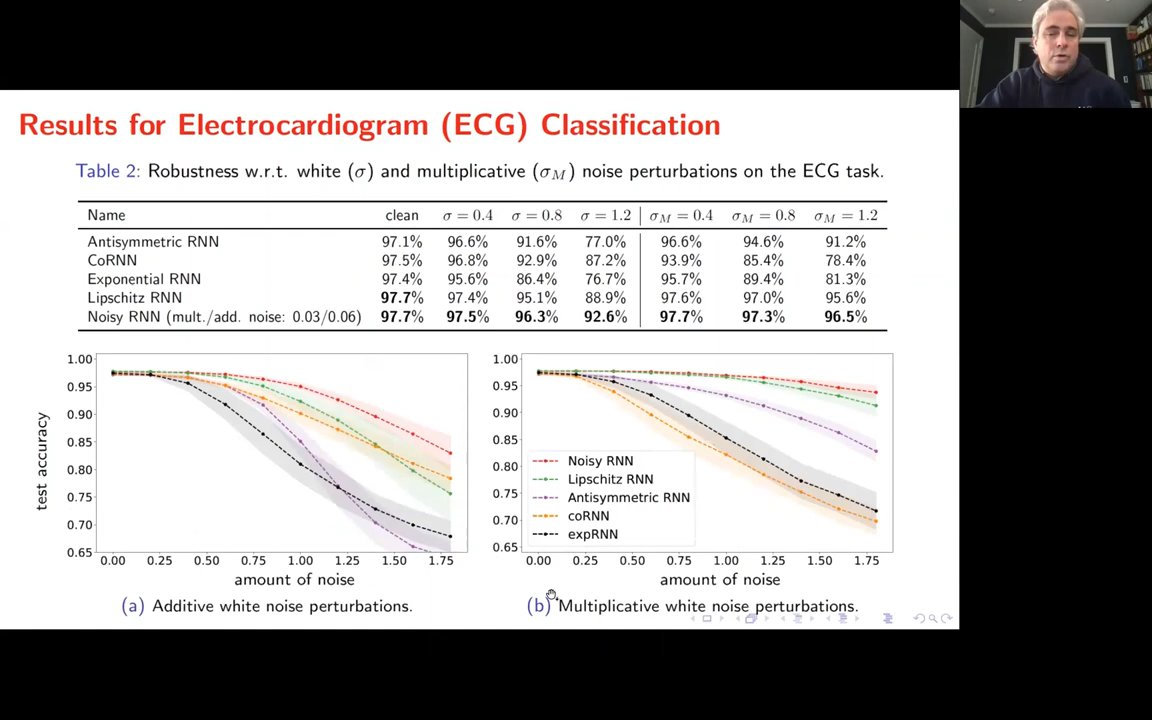 Results for Electrocardiogram (ECG) Classification
Table 2: Robustness w.r.t. white (σ) and multiplicative (σ_M) noise perturbations on the ECG task.
Name clean σ = 0.4 σ = 0.8 σ = 1.2 σ_M = 0.4 σ_M = 0.8 σ_M = 1.2
Antisymmetric RNN 97.1% 96.6% 91.6% 77.0% 96.6% 94.6% 91.2%
CoRNN 97.5% 96.8% 92.9% 87.2% 93.9% 85.4% 78.4%
Exponential RNN 97.4% 95.6% 86.4% 76.7% 95.7% 89.4% 81.3%
Lipschitz RNN 97.7% 97.4% 95.1% 88.9% 97.6% 97.0% 95.6%
Noisy RNN (mult./add. noise: 0.03/0.06) 97.7% 97.5% 96.3% 92.6% 97.7% 97.3% 96.5%
test accuracy
1.00
0.95
0.90
0.85
0.80
0.75
0.70
0.65
0.00 0.25 0.50 0.75 1.00 1.25 1.50 1.75
amount of noise
(a) Additive white noise perturbations.
1.00
0.95
0.90
0.85
0.80
0.75
0.70
0.65
Noisy RNN
Lipschitz RNN
Antisymmetric RNN
coRNN
expRNN
0.00 0.25 0.50 0.75 1.00 1.25 1.50 1.75
amount of noise
(b) Multiplicative white noise perturbations.